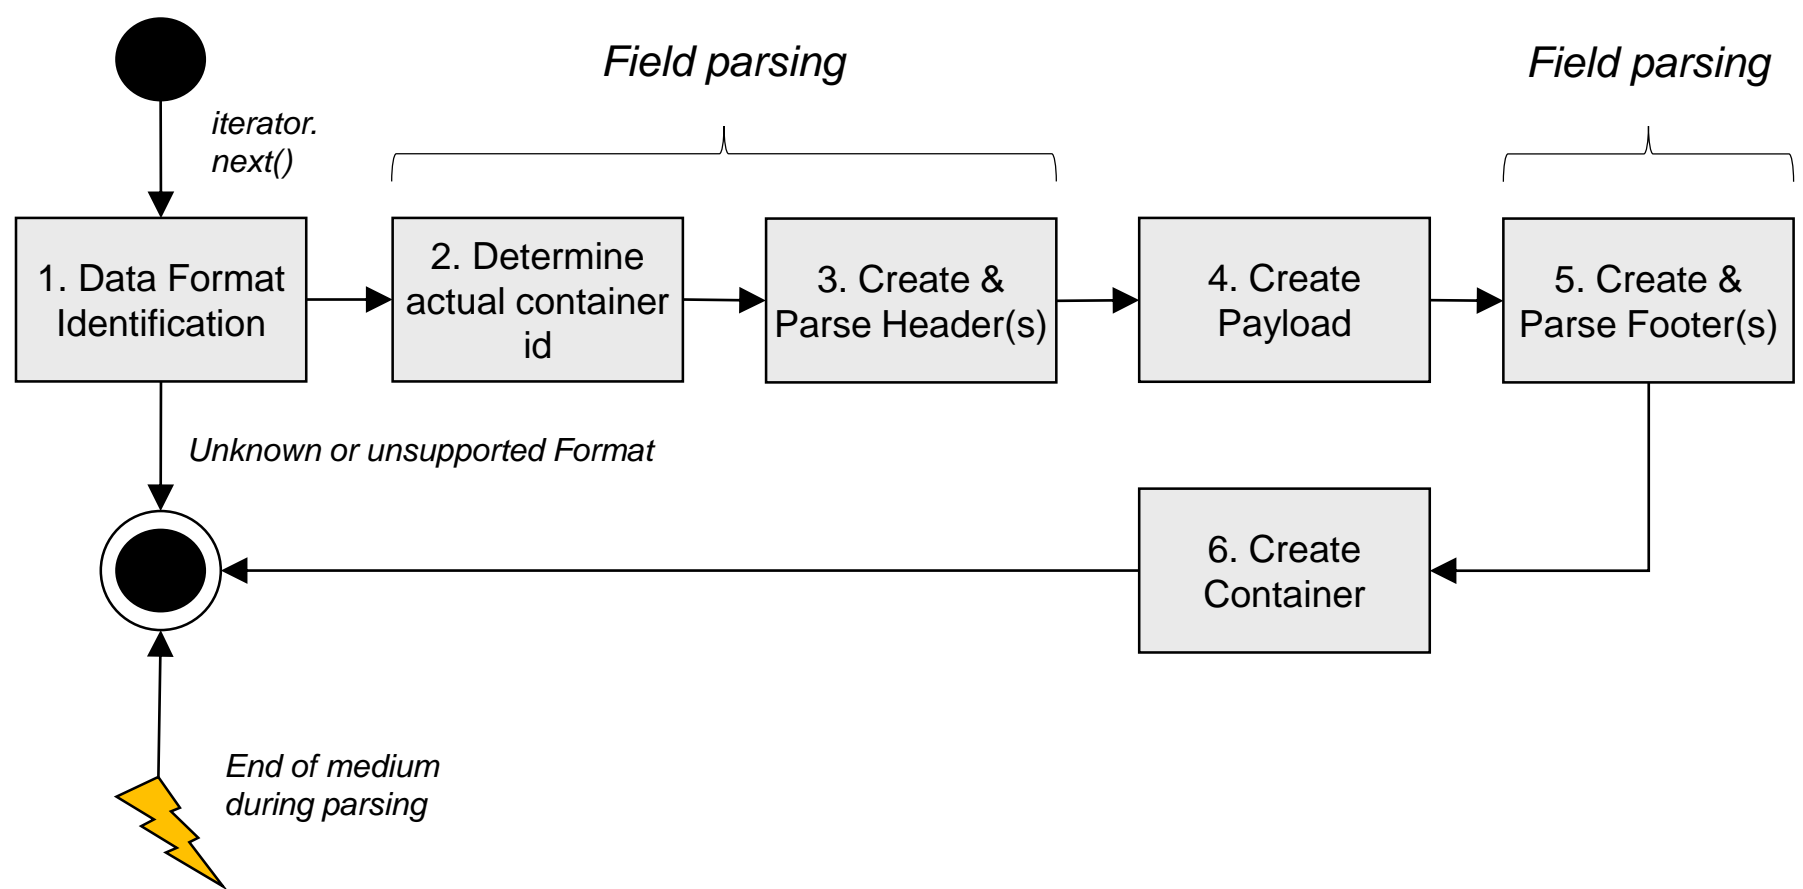 Field parsing
Field parsing
iterator.
next()
1. Data Format
Identification
2. Determine
actual container
id
3. Create &
Parse Header(s)
4. Create
Payload
5. Create &
Parse Footer(s)
Unknown or unsupported Format
6. Create
Container
End of medium
during parsing